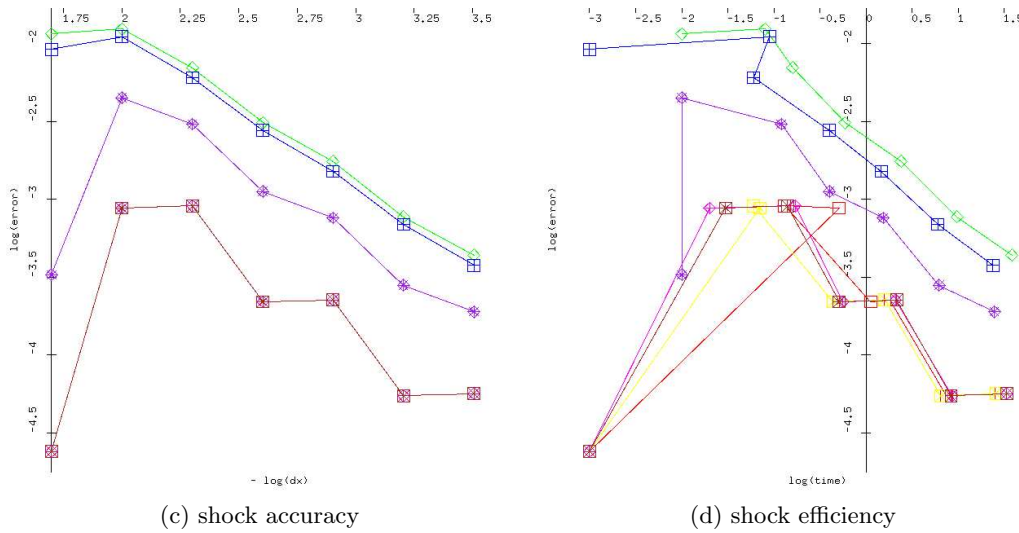 1.75 2 2.25 2.5 2.75 3 3.25 3.5
-2
-2.5
-3
-3.5
-4
-4.5
log(error)
- log(dx)
(c) shock accuracy
-3 -2.5 -2 -1.5 -1 -0.5 0 0.5 1 1.5
-2
-2.5
-3
-3.5
-4
-4.5
log(error)
log(time)
(d) shock efficiency